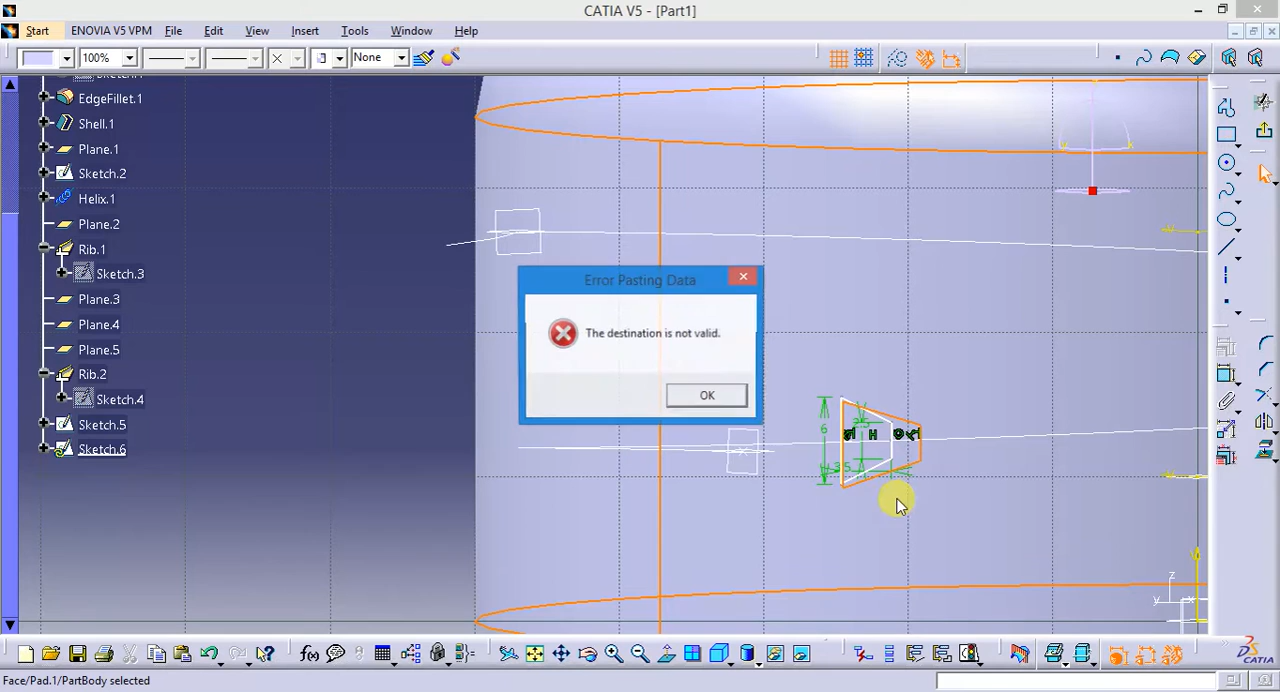 CATIA V5 - [Part1]
Start ENOVIA V5 VPM File Edit View Insert Tools Window Help
100% None
EdgeFillet.1
Shell.1
Plane.1
Sketch.2
Helix.1
Plane.2
Rib.1
Sketch.3
Plane.3
Plane.4
Plane.5
Rib.2
Sketch.4
Sketch.5
Sketch.6
Error Pasting Data
The destination is not valid.
OK
6
H
z
y
x
f(x)
CATIA
Face/Pad.1/PartBody selected